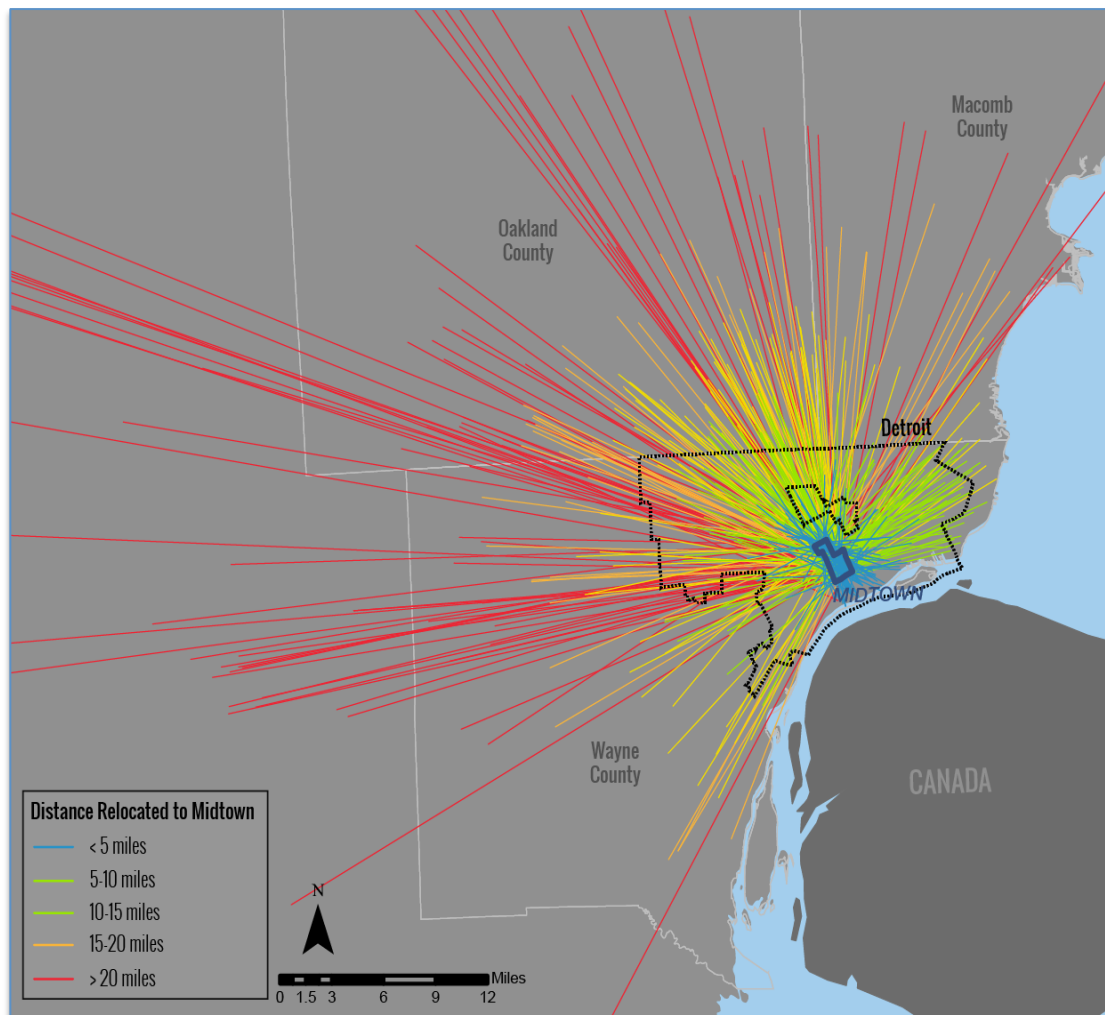 Macomb
County
Oakland
County
Detroit
MIDTOWN
Wayne
County
CANADA
Distance Relocated to Midtown
< 5 miles
5-10 miles
10-15 miles
15-20 miles
> 20 miles
N
Miles
0 1.5 3 6 9 12